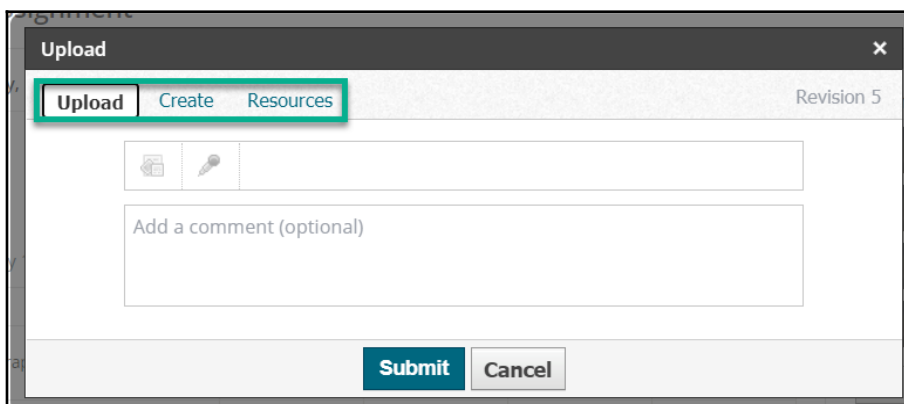 Upload ×
Upload Create Resources Revision 5
Add a comment (optional)
Submit Cancel